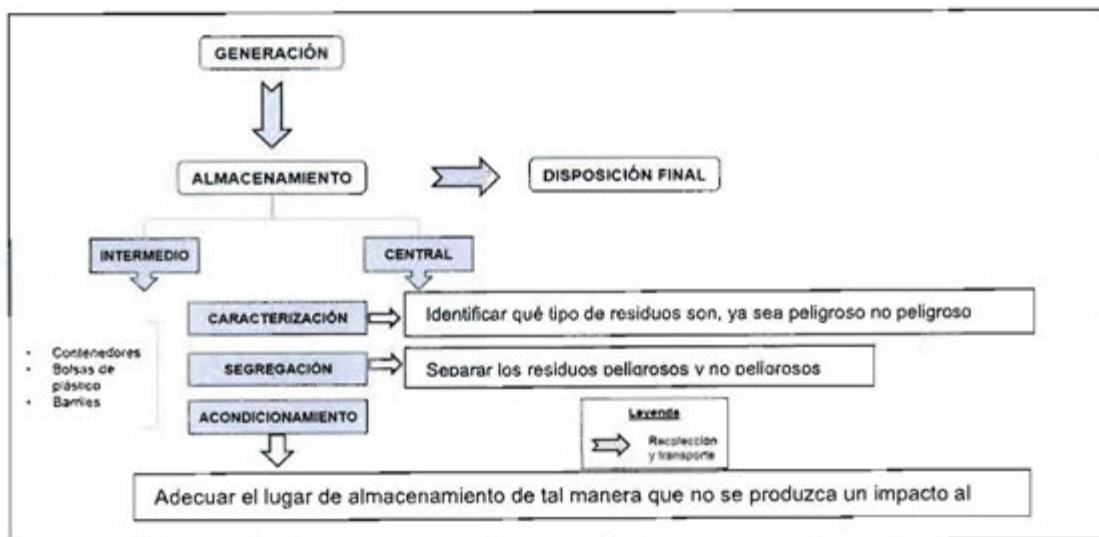 GENERACIÓN
ALMACENAMIENTO
DISPOSICIÓN FINAL
INTERMEDIO
CENTRAL
CARACTERIZACIÓN
Identificar qué tipo de residuos son, ya sea peligroso no peligroso
• Contenedores
• Bolsas de
plástico
• Barriles
SEGREGACIÓN
Separar los residuos peligrosos y no peligrosos
ACONDICIONAMIENTO
Leyenda
Recolección
y transporte
Adecuar el lugar de almacenamiento de tal manera que no se produzca un impacto al